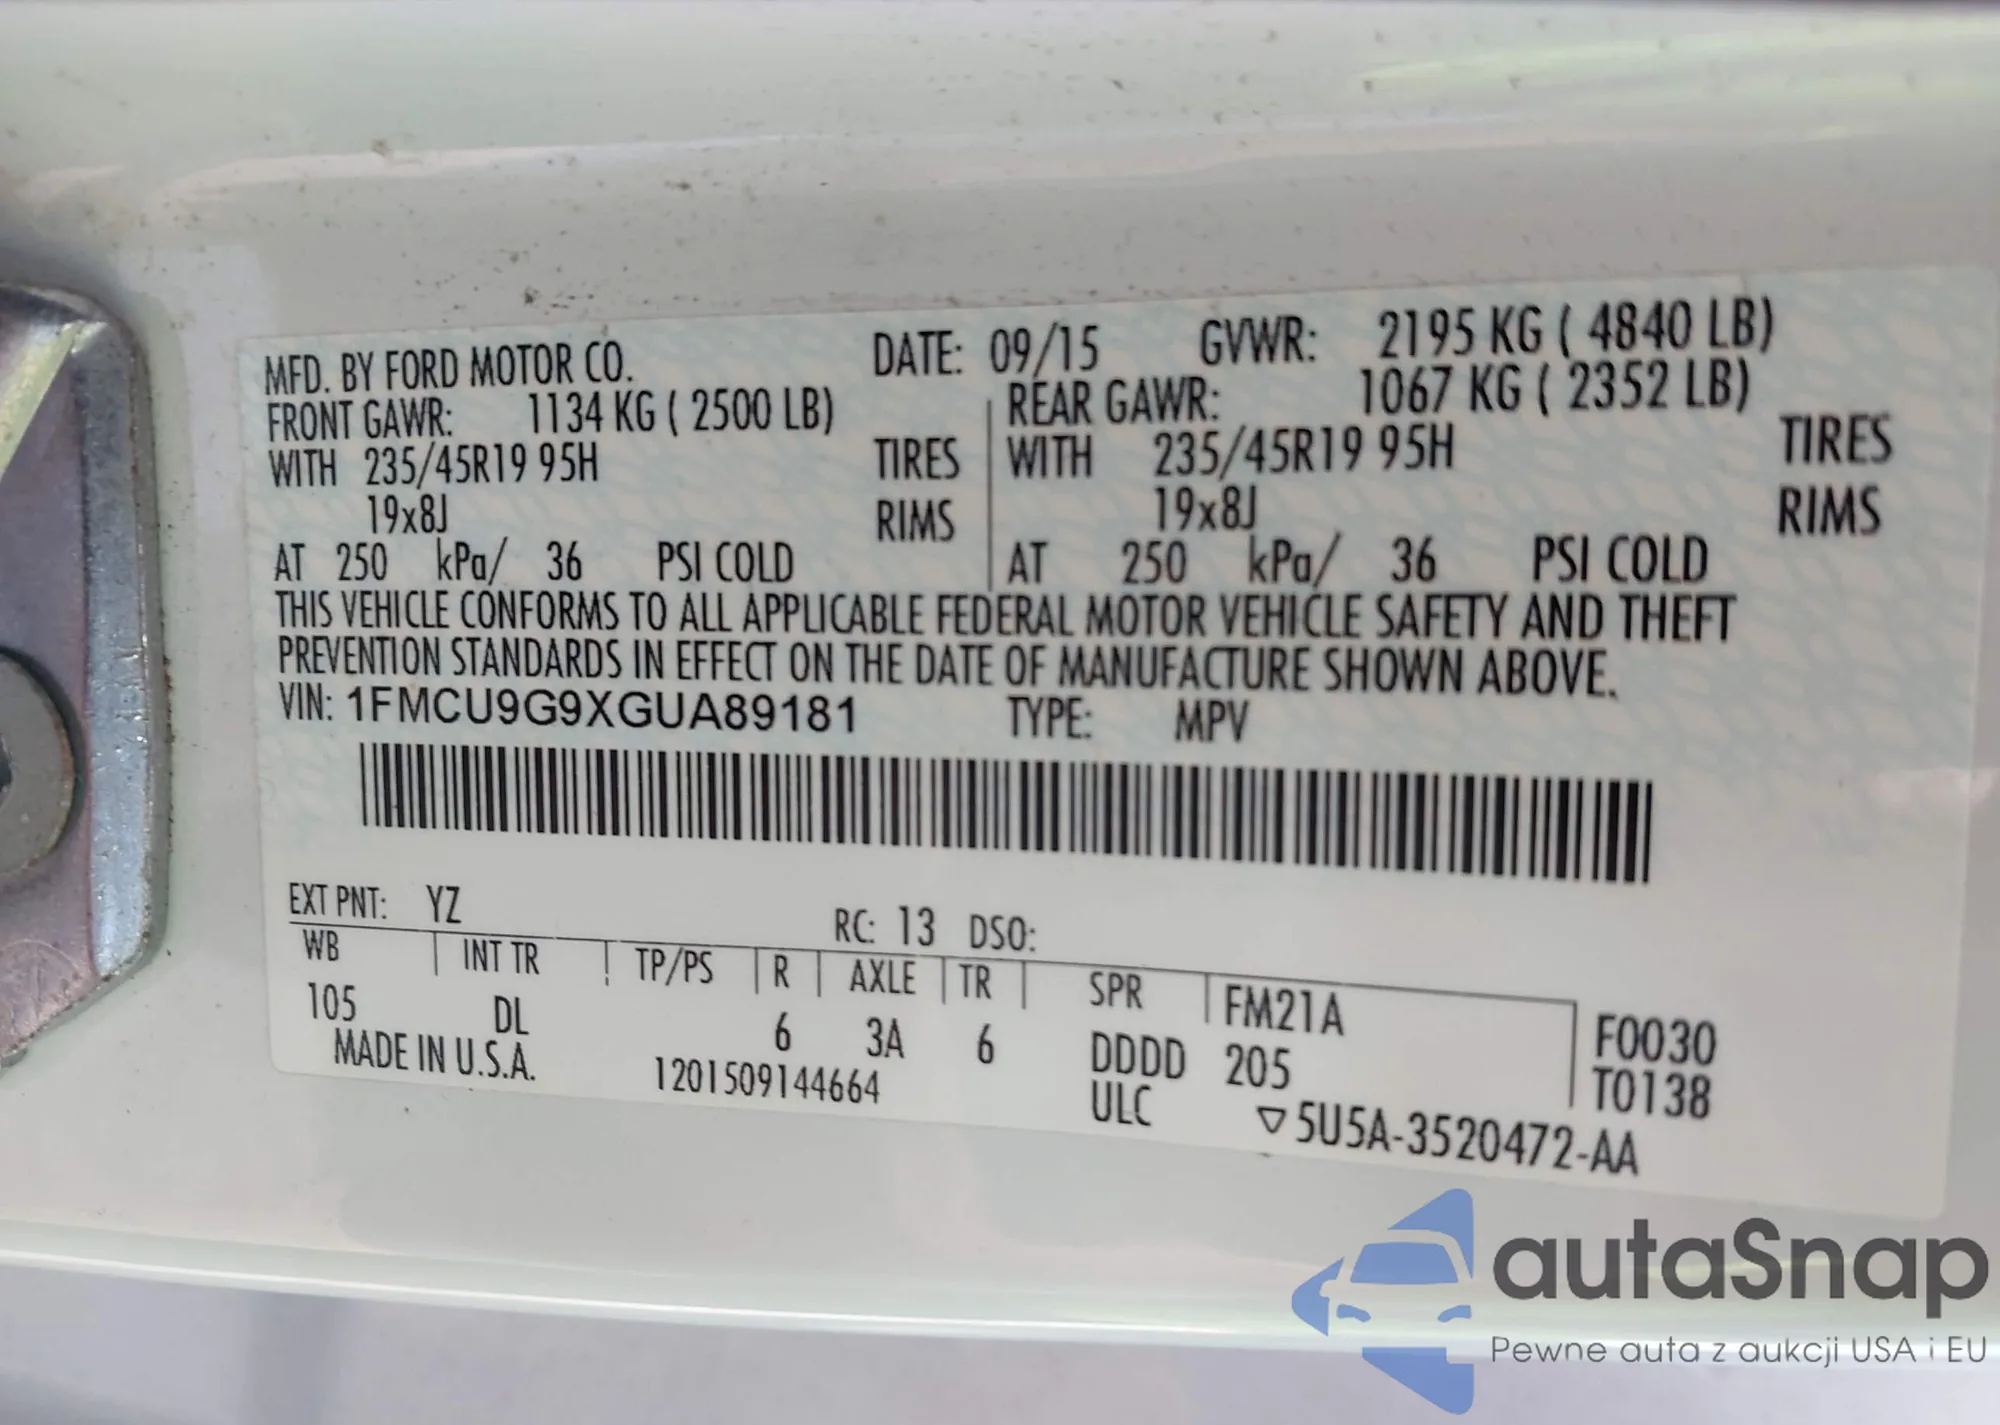 MFD. BY FORD MOTOR CO. DATE: 09/15 GVWR: 2195 KG ( 4840 LB)
FRONT GAWR: 1134 KG ( 2500 LB) REAR GAWR: 1067 KG ( 2352 LB)
WITH 235/45R19 95H TIRES WITH 235/45R19 95H TIRES
19x8J RIMS 19x8J RIMS
AT 250 kPa/ 36 PSI COLD AT 250 kPa/ 36 PSI COLD
THIS VEHICLE CONFORMS TO ALL APPLICABLE FEDERAL MOTOR VEHICLE SAFETY AND THEFT
PREVENTION STANDARDS IN EFFECT ON THE DATE OF MANUFACTURE SHOWN ABOVE.
VIN: 1FMCU9G9XGUA89181 TYPE: MPV
EXT PNT: YZ RC: 13 DSO:
WB INT TR TP/PS R AXLE TR SPR FM21A F0030
105 DL 6 3A 6 DDDD 205 T0138
MADE IN U.S.A. 1201509144664 ULC ▽5U5A-3520472-AA
autaSnap
Pewne auta z aukcji USA i EU